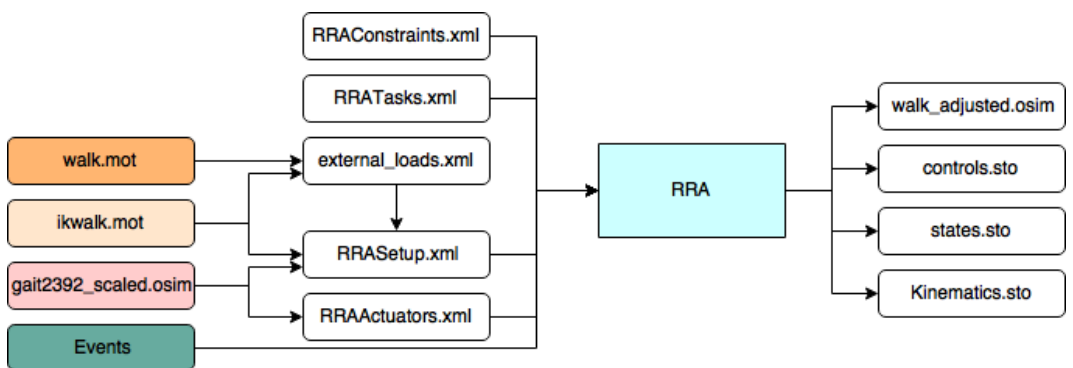 RRAConstraints.xml
RRATasks.xml
walk.mot
external_loads.xml
ikwalk.mot
RRASetup.xml
gait2392_scaled.osim
RRAActuators.xml
Events
RRA
walk_adjusted.osim
controls.sto
states.sto
Kinematics.sto